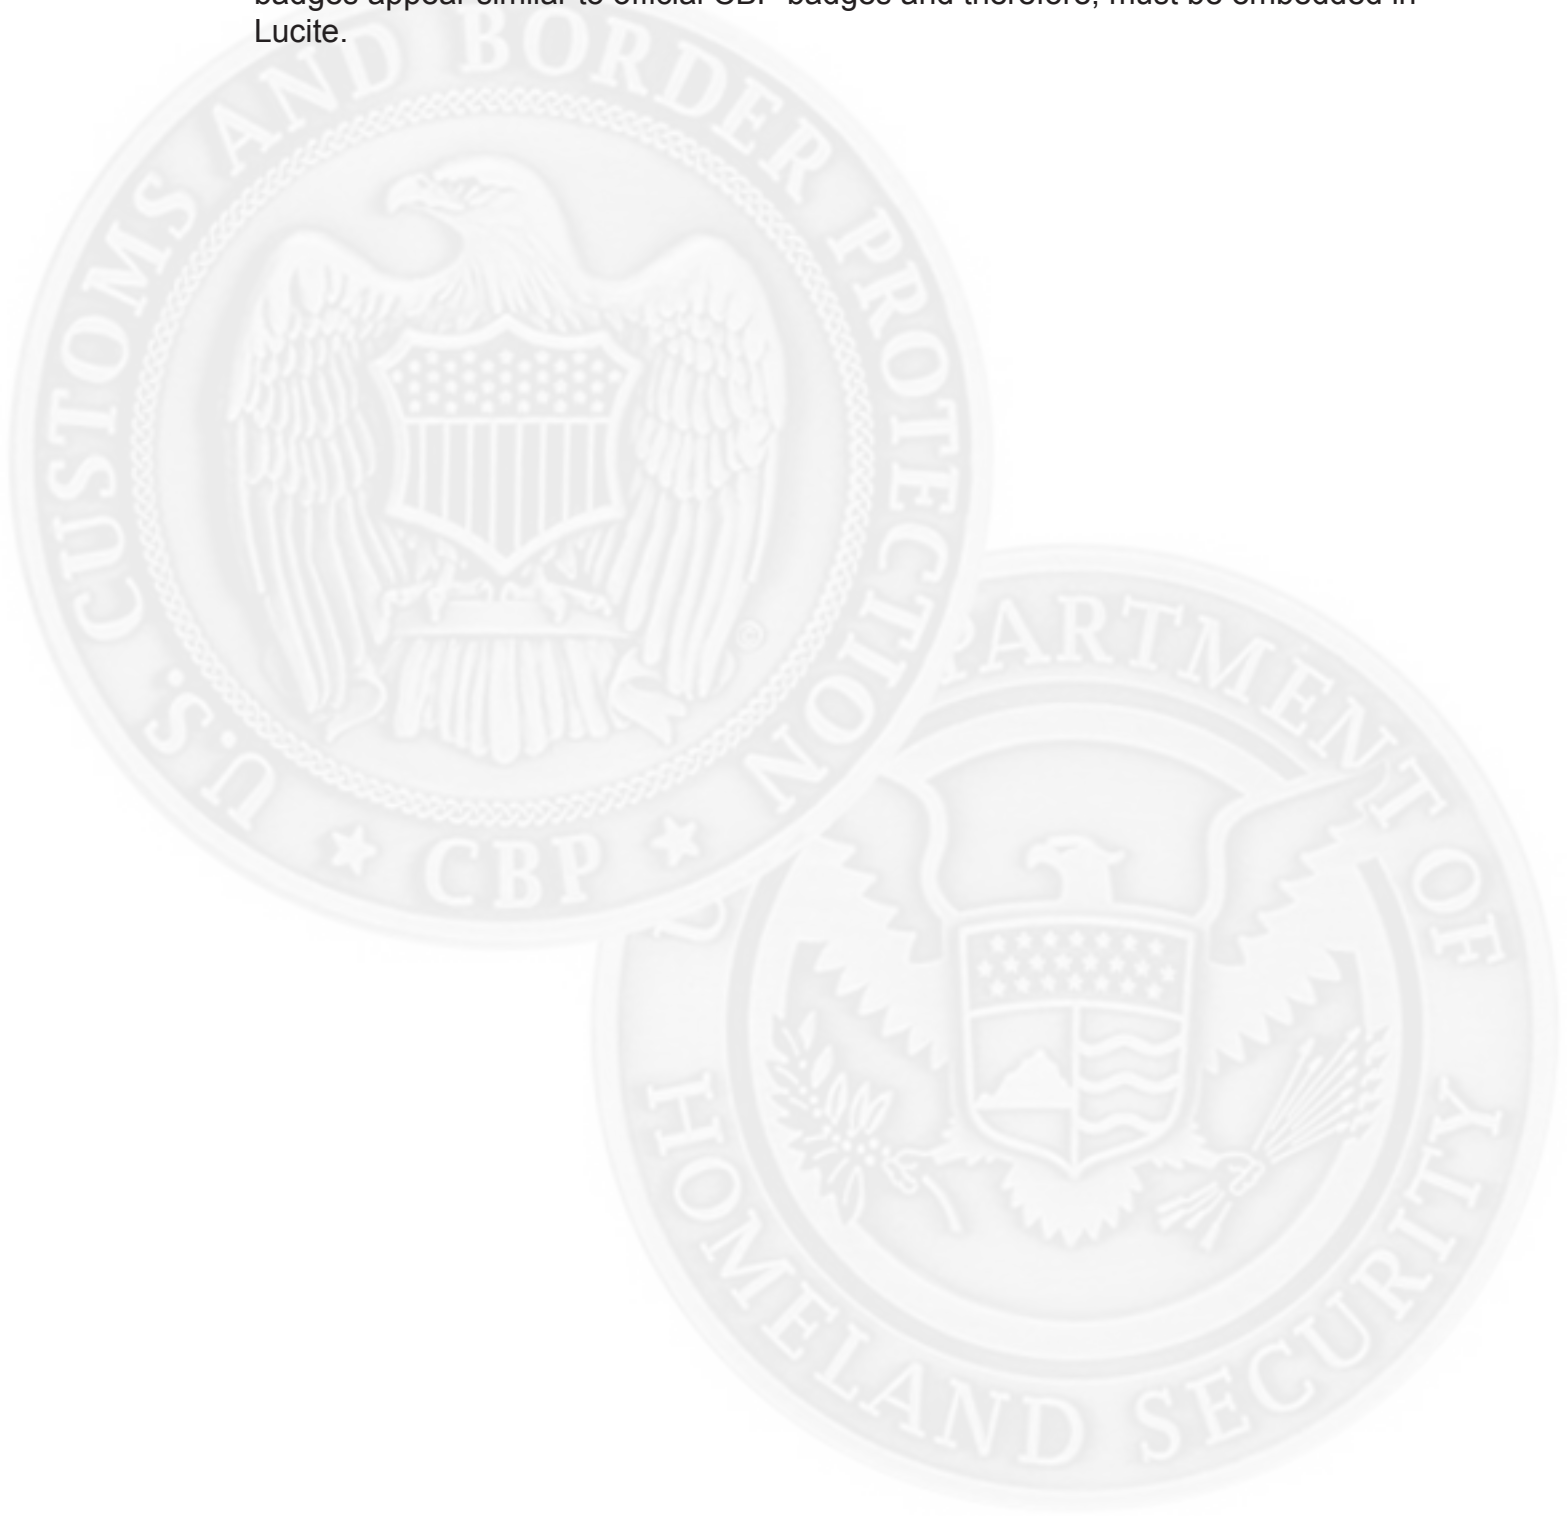 badges appear similar to official CBP badges and therefore, must be embedded in
Lucite.
U.S. CUSTOMS AND BORDER PROTECTION
★ CBP ★
PARTMENT OF
HOMELAND SECURITY